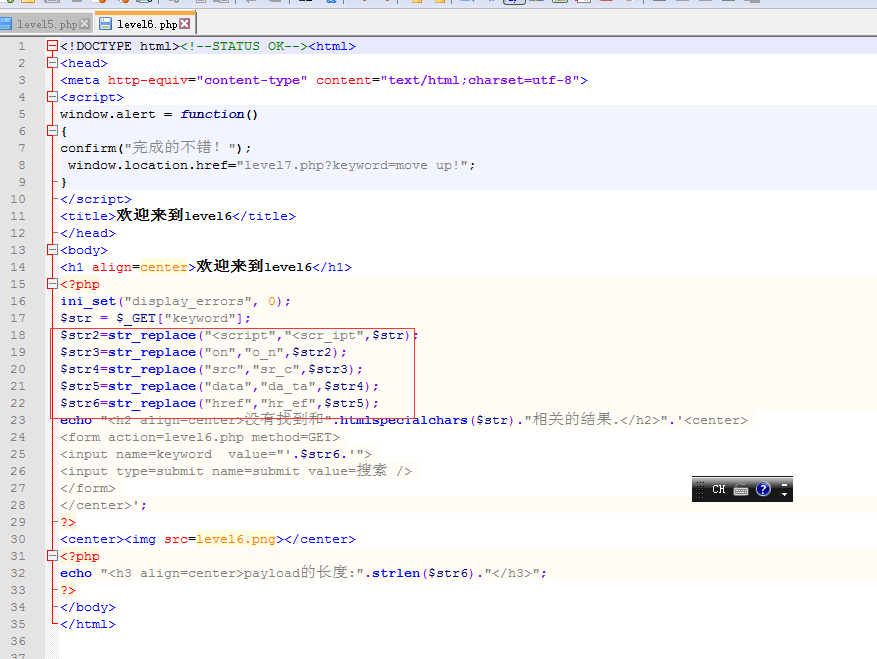 level5.php level6.php
1 <!DOCTYPE html><!--STATUS OK--><html>
2 <head>
3 <meta http-equiv="content-type" content="text/html;charset=utf-8">
4 <script>
5 window.alert = function()
6 {
7 confirm("完成的不错！");
8 window.location.href="level7.php?keyword=move up!";
9 }
10 </script>
11 <title>欢迎来到level6</title>
12 </head>
13 <body>
14 <h1 align=center>欢迎来到level6</h1>
15 <?php
16 ini_set("display_errors", 0);
17 $str = $_GET["keyword"];
18 $str2=str_replace("<script","<scr_ipt",$str);
19 $str3=str_replace("on","o_n",$str2);
20 $str4=str_replace("src","sr_c",$str3);
21 $str5=str_replace("data","da_ta",$str4);
22 $str6=str_replace("href","hr_ef",$str5);
23 echo "<h2 align=center>没有找到和".htmlspecialchars($str)."相关的结果.</h2>".'<center>
24 <form action=level6.php method=GET>
25 <input name=keyword  value="'.$str6.'">
26 <input type=submit name=submit value=搜索 />
CH
27 </form>
28 </center>';
29 ?>
30 <center><img src=level6.png></center>
31 <?php
32 echo "<h3 align=center>payload的长度:".strlen($str6)."</h3>";
33 ?>
34 </body>
35 </html>
36
37